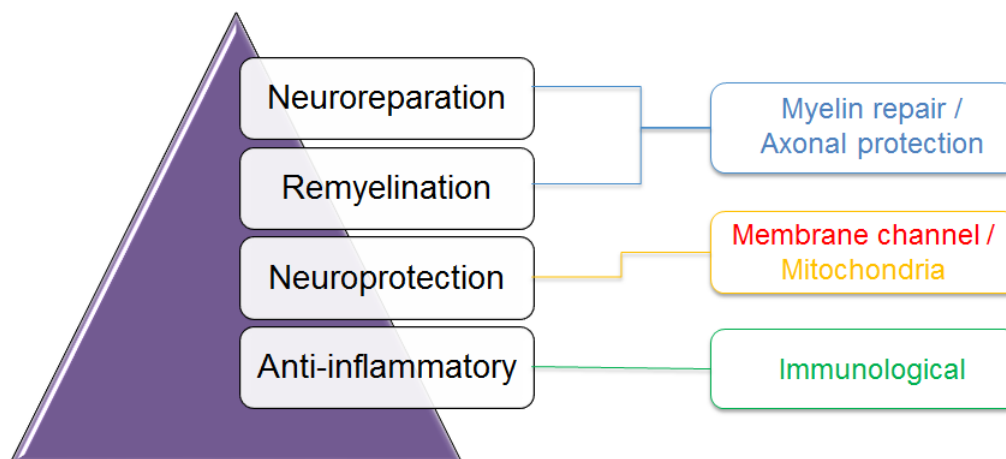 Neuroreparation
Remyelination
Neuroprotection
Anti-inflammatory
Myelin repair /
Axonal protection
Membrane channel /
Mitochondria
Immunological